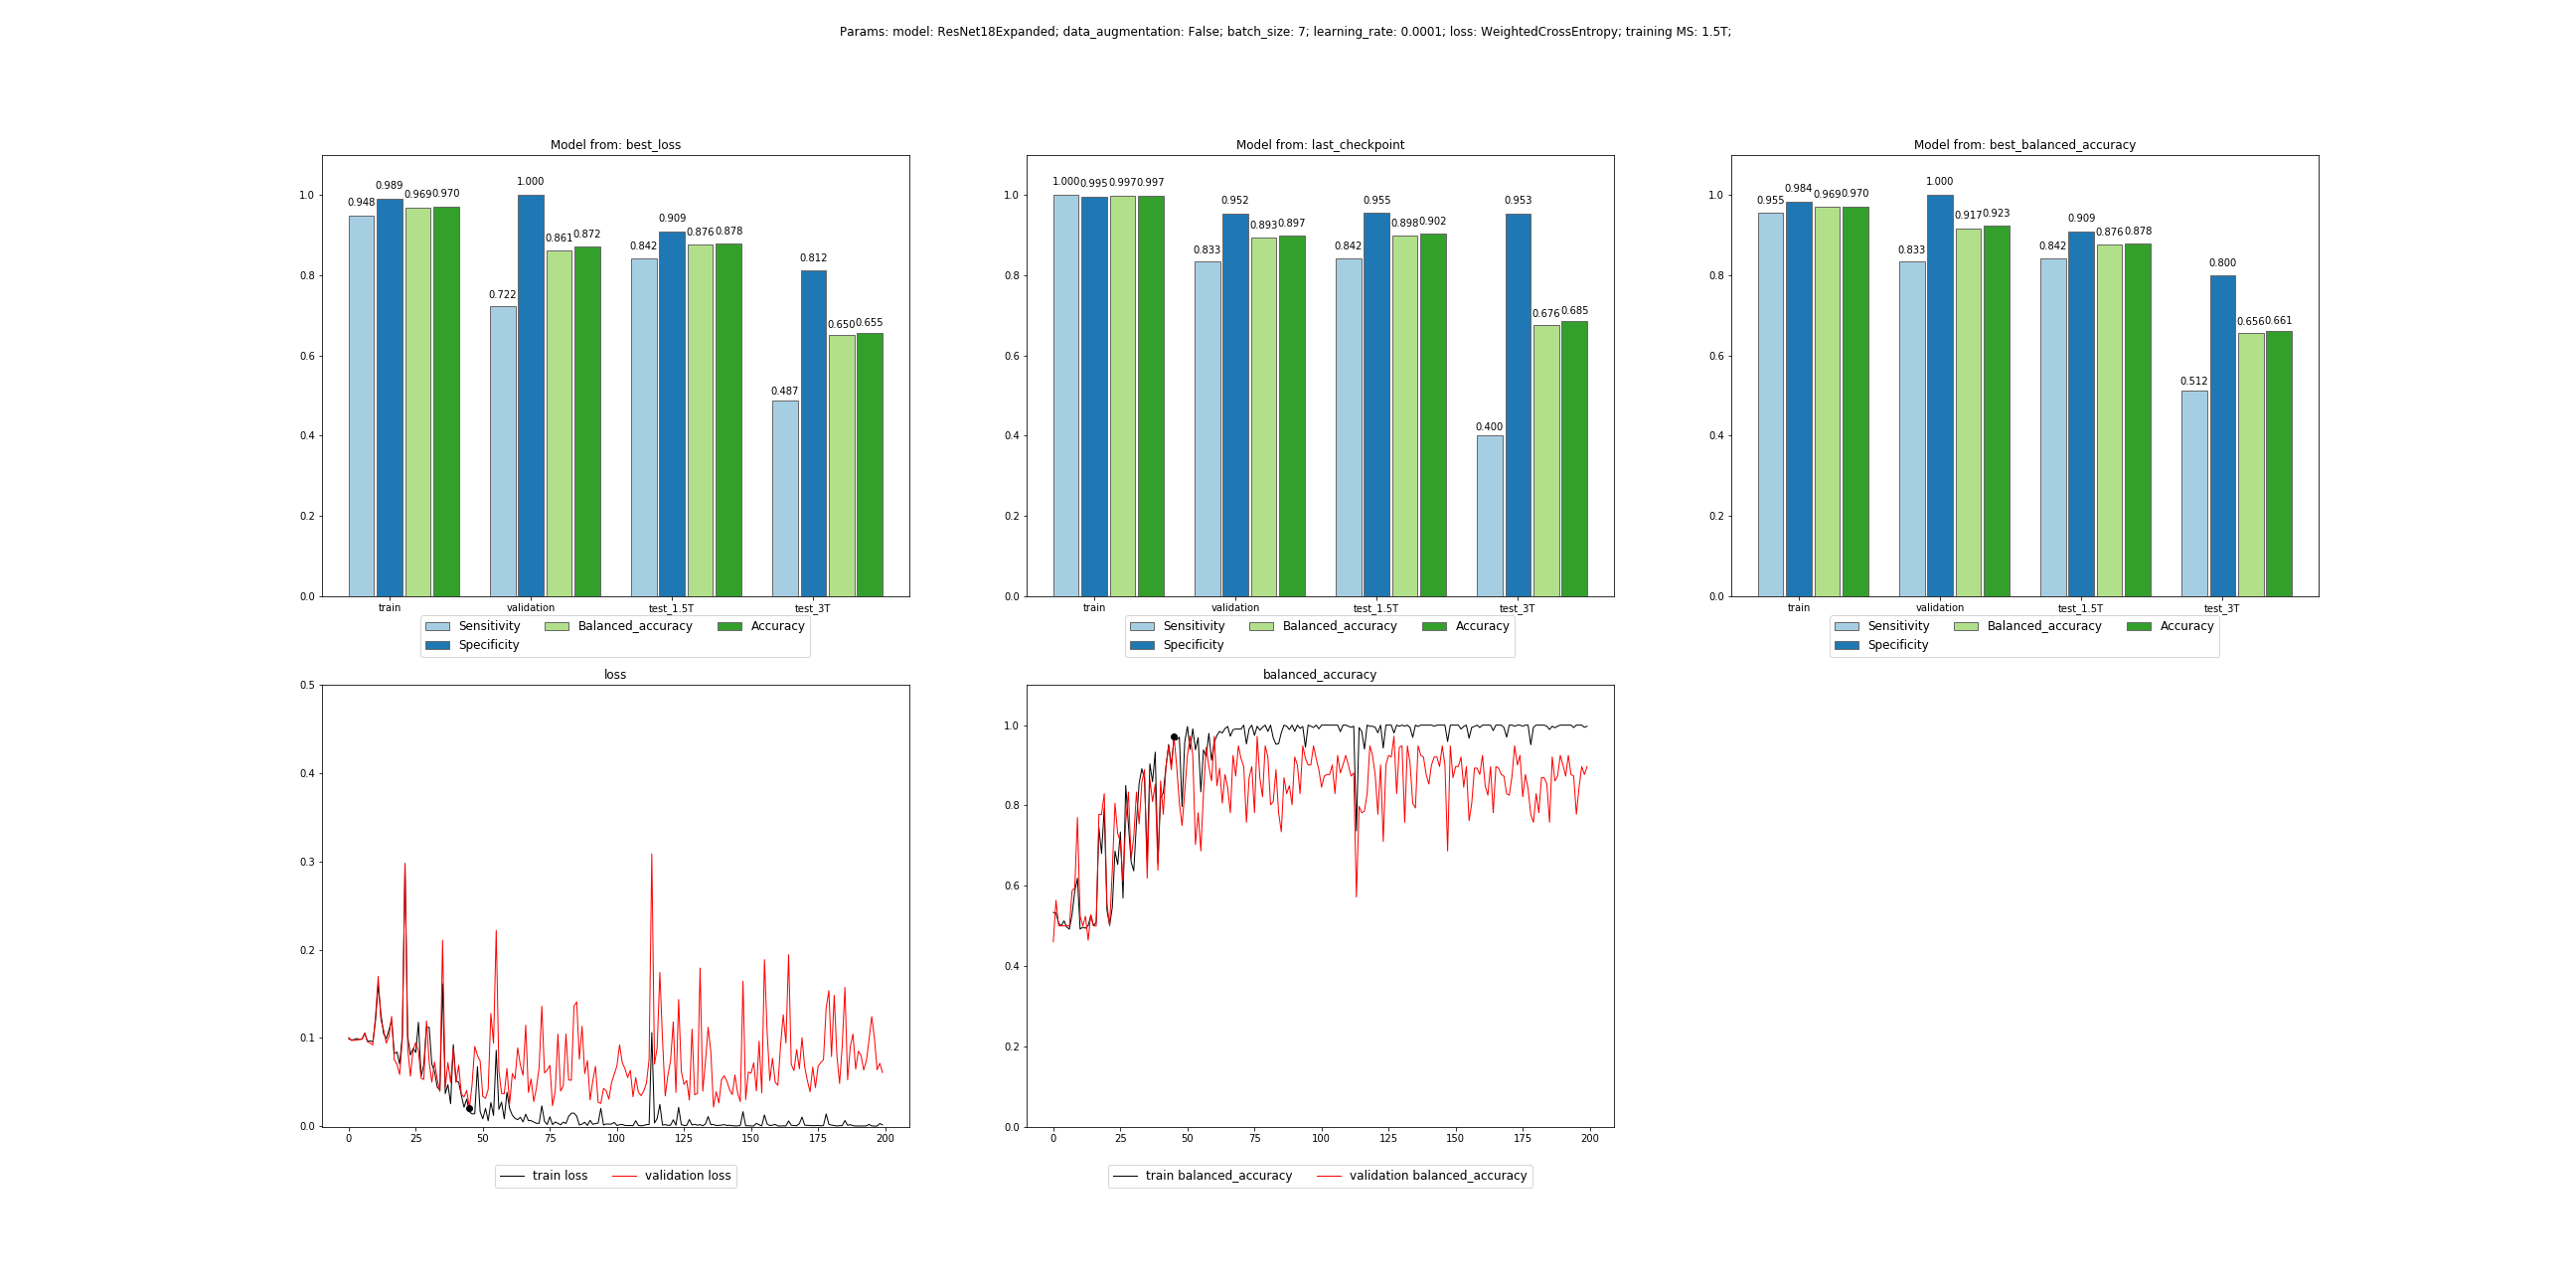 Params: model: ResNet18Expanded; data_augmentation: False; batch_size: 7; learning_rate: 0.0001; loss: WeightedCrossEntropy; training MS: 1.5T;
Model from: best_loss
1.0
0.8
0.6
0.4
0.2
0.0
0.948 0.989 0.969 0.970
0.722 1.000 0.861 0.872
0.842 0.909 0.876 0.878
0.487 0.812 0.650 0.655
train validation test_1.5T test_3T
Sensitivity Balanced_accuracy Accuracy
Specificity
Model from: last_checkpoint
1.0
0.8
0.6
0.4
0.2
0.0
1.000 0.995 0.997 0.997
0.833 0.952 0.893 0.897
0.842 0.955 0.898 0.902
0.400 0.953 0.676 0.685
train validation test_1.5T test_3T
Sensitivity Balanced_accuracy Accuracy
Specificity
Model from: best_balanced_accuracy
1.0
0.8
0.6
0.4
0.2
0.0
0.955 0.984 0.969 0.970
0.833 1.000 0.917 0.923
0.842 0.909 0.876 0.878
0.512 0.800 0.656 0.661
train validation test_1.5T test_3T
Sensitivity Balanced_accuracy Accuracy
Specificity
loss
0.5
0.4
0.3
0.2
0.1
0.0
0 25 50 75 100 125 150 175 200
train loss validation loss
balanced_accuracy
1.0
0.8
0.6
0.4
0.2
0.0
0 25 50 75 100 125 150 175 200
train balanced_accuracy validation balanced_accuracy